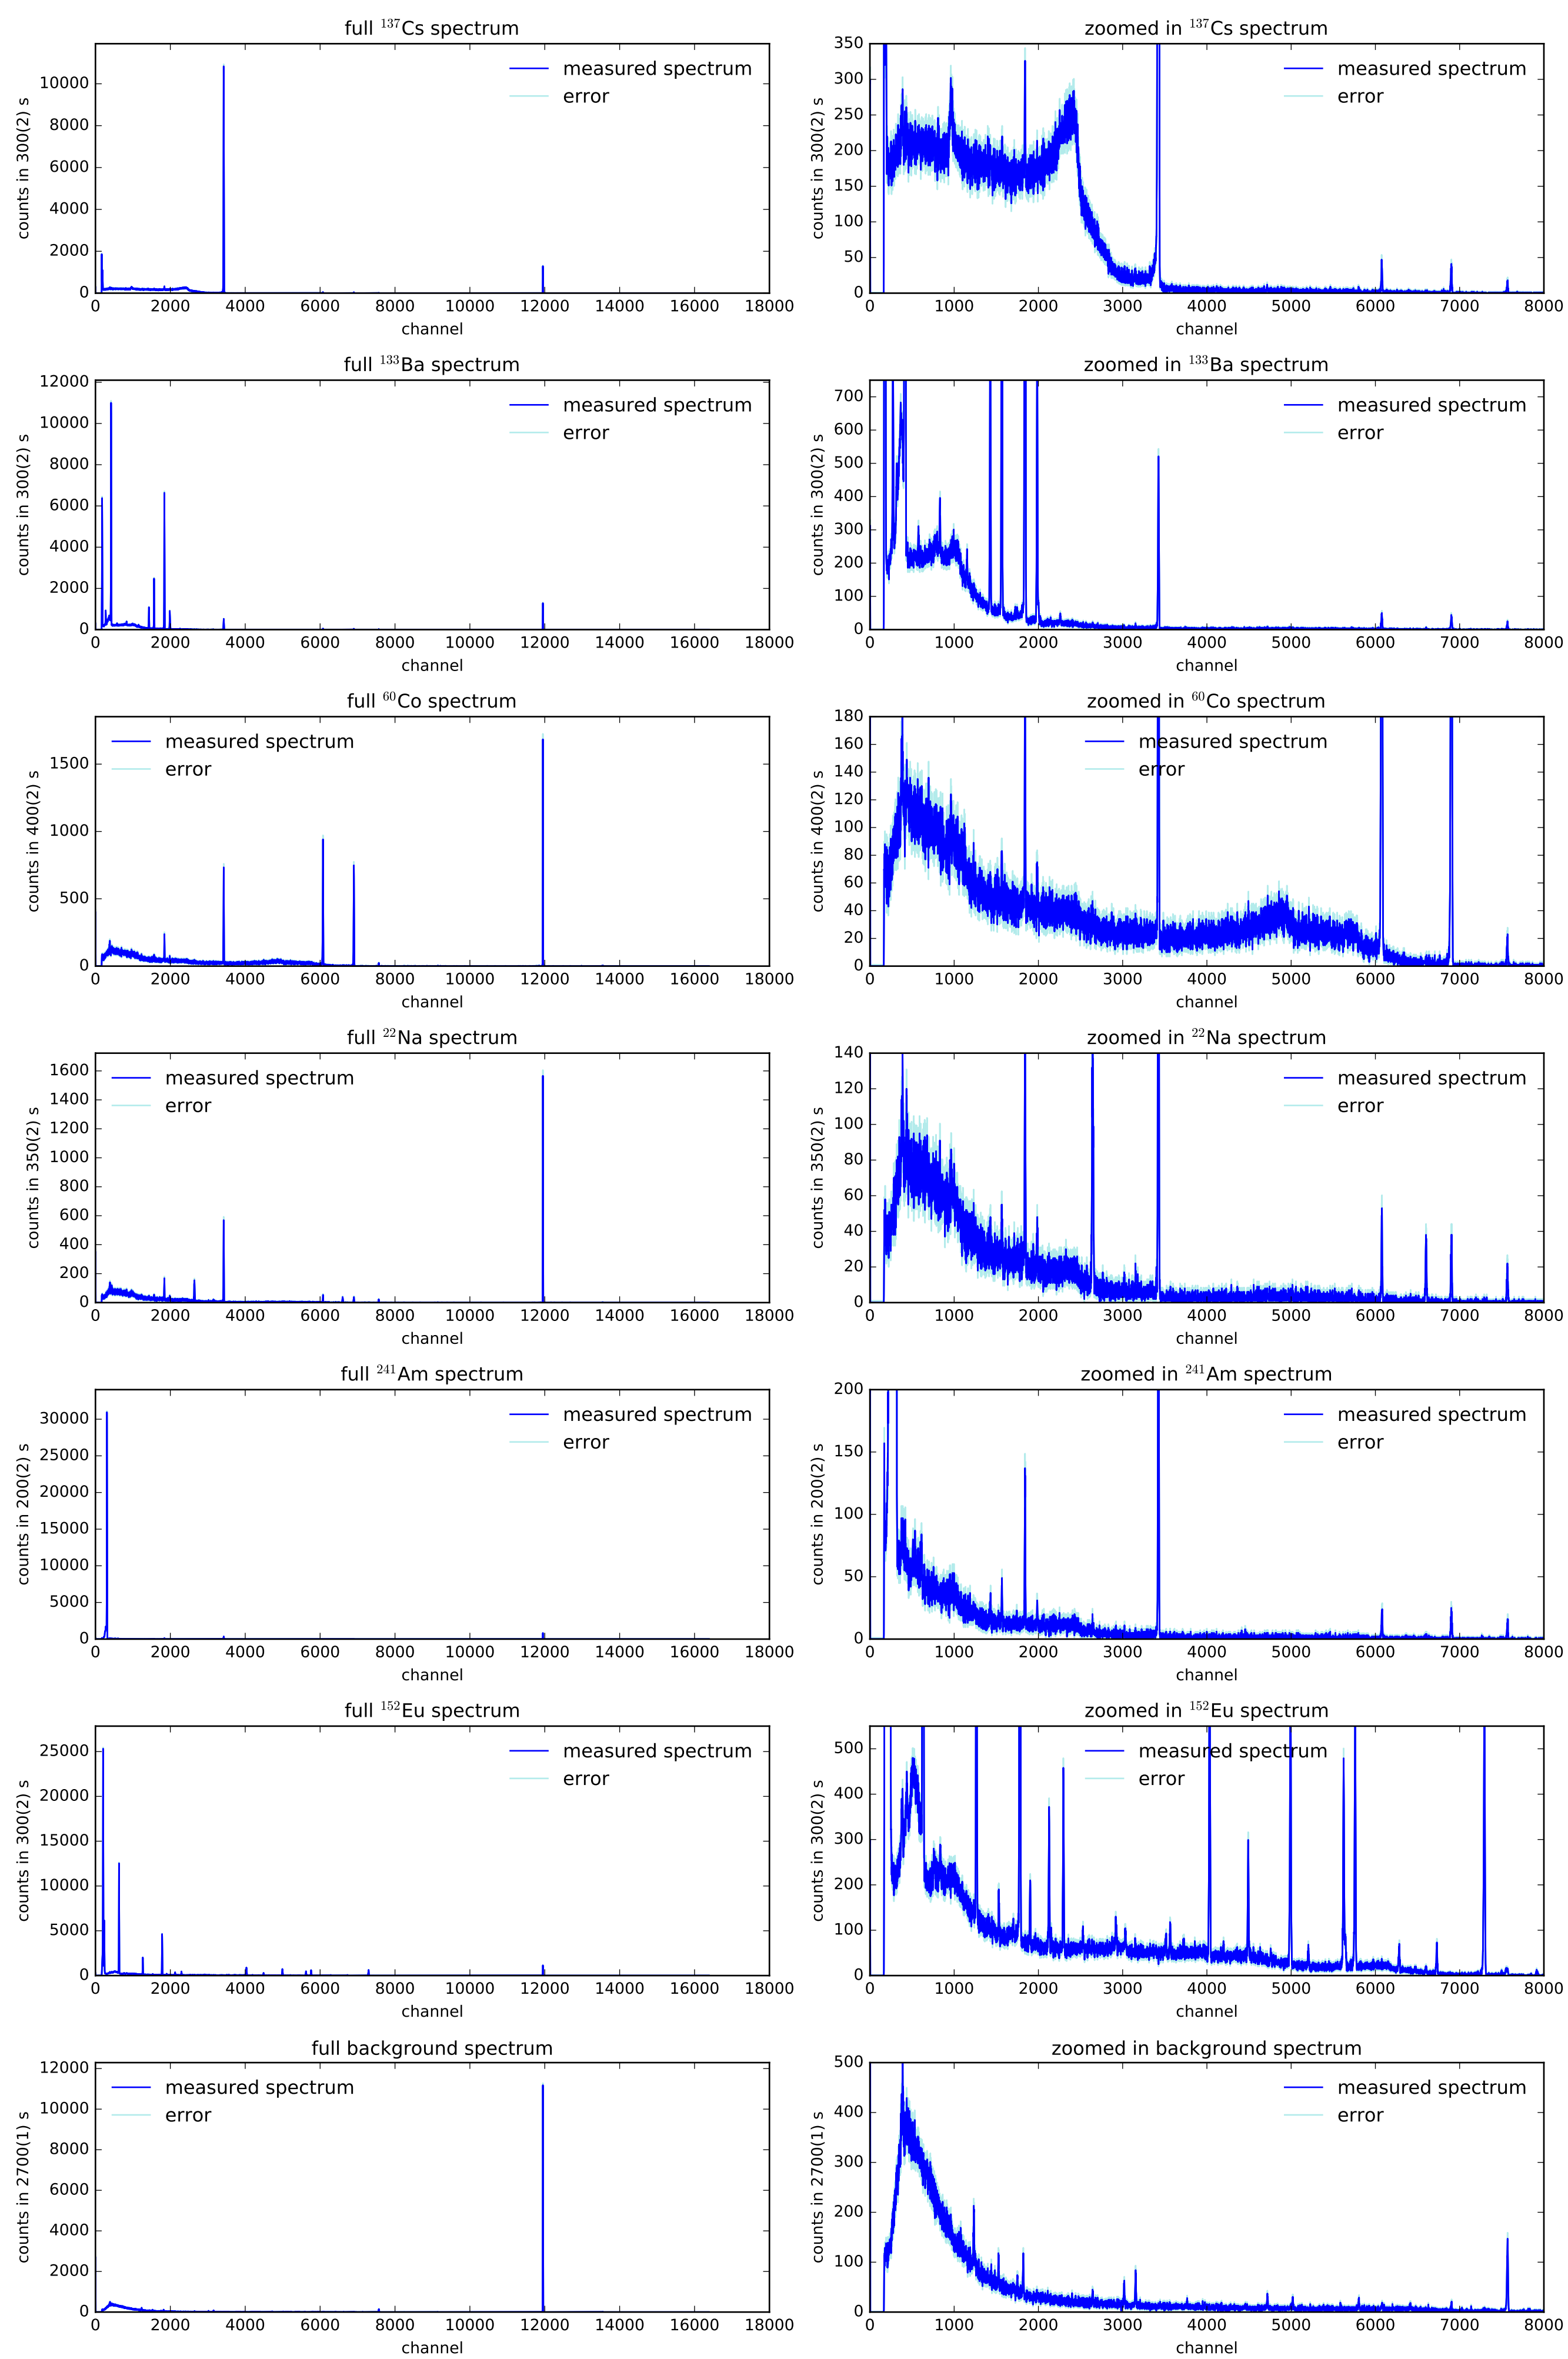 full ¹³⁷Cs spectrum
measured spectrum
error
counts in 300(2) s
10000
8000
6000
4000
2000
0
0 2000 4000 6000 8000 10000 12000 14000 16000 18000
channel
zoomed in ¹³⁷Cs spectrum
measured spectrum
error
counts in 300(2) s
350
300
250
200
150
100
50
0
0 1000 2000 3000 4000 5000 6000 7000 8000
channel
full ¹³³Ba spectrum
measured spectrum
error
counts in 300(2) s
12000
10000
8000
6000
4000
2000
0
0 2000 4000 6000 8000 10000 12000 14000 16000 18000
channel
zoomed in ¹³³Ba spectrum
measured spectrum
error
counts in 300(2) s
700
600
500
400
300
200
100
0
0 1000 2000 3000 4000 5000 6000 7000 8000
channel
full ⁶⁰Co spectrum
measured spectrum
error
counts in 400(2) s
1500
1000
500
0
0 2000 4000 6000 8000 10000 12000 14000 16000 18000
channel
zoomed in ⁶⁰Co spectrum
measured spectrum
error
counts in 400(2) s
180
160
140
120
100
80
60
40
20
0
0 1000 2000 3000 4000 5000 6000 7000 8000
channel
full ²²Na spectrum
measured spectrum
error
counts in 350(2) s
1600
1400
1200
1000
800
600
400
200
0
0 2000 4000 6000 8000 10000 12000 14000 16000 18000
channel
zoomed in ²²Na spectrum
measured spectrum
error
counts in 350(2) s
140
120
100
80
60
40
20
0
0 1000 2000 3000 4000 5000 6000 7000 8000
channel
full ²⁴¹Am spectrum
measured spectrum
error
counts in 200(2) s
30000
25000
20000
15000
10000
5000
0
0 2000 4000 6000 8000 10000 12000 14000 16000 18000
channel
zoomed in ²⁴¹Am spectrum
measured spectrum
error
counts in 200(2) s
200
150
100
50
0
0 1000 2000 3000 4000 5000 6000 7000 8000
channel
full ¹⁵²Eu spectrum
measured spectrum
error
counts in 300(2) s
25000
20000
15000
10000
5000
0
0 2000 4000 6000 8000 10000 12000 14000 16000 18000
channel
zoomed in ¹⁵²Eu spectrum
measured spectrum
error
counts in 300(2) s
500
400
300
200
100
0
0 1000 2000 3000 4000 5000 6000 7000 8000
channel
full background spectrum
measured spectrum
error
counts in 2700(1) s
12000
10000
8000
6000
4000
2000
0
0 2000 4000 6000 8000 10000 12000 14000 16000 18000
channel
zoomed in background spectrum
measured spectrum
error
counts in 2700(1) s
500
400
300
200
100
0
0 1000 2000 3000 4000 5000 6000 7000 8000
channel